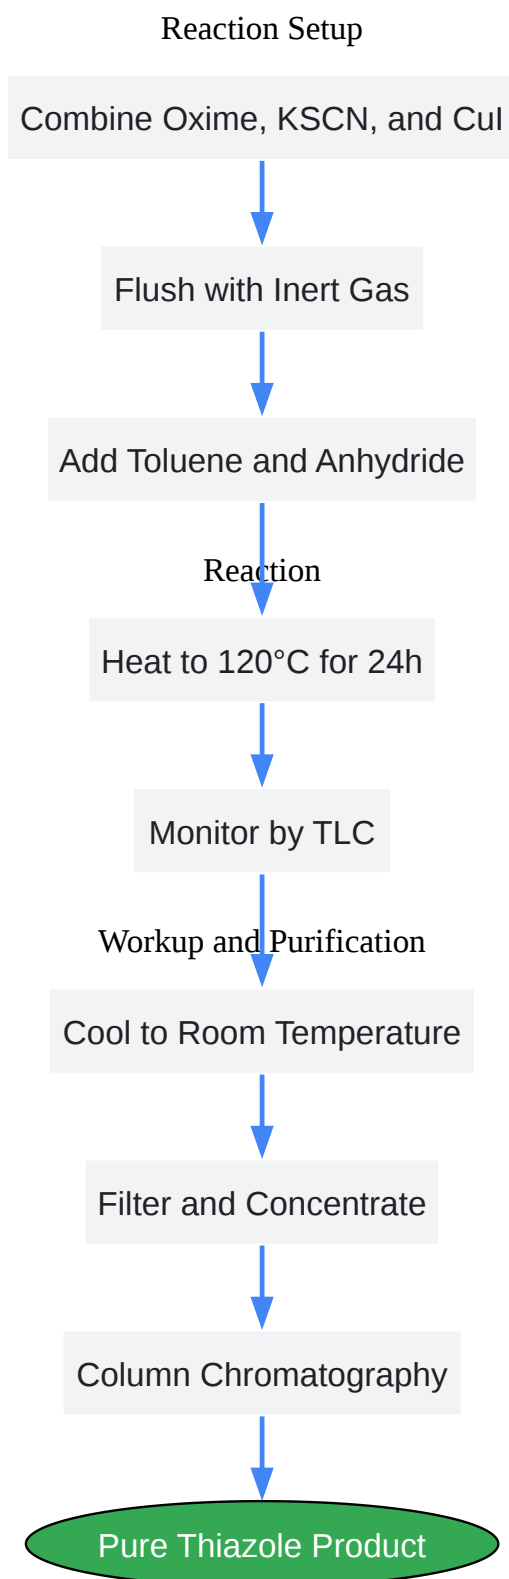 Reaction Setup
Combine Oxime, KSCN, and CuI
Flush with Inert Gas
Add Toluene and Anhydride
Reaction
Heat to 120°C for 24h
Monitor by TLC
Workup and Purification
Cool to Room Temperature
Filter and Concentrate
Column Chromatography
Pure Thiazole Product